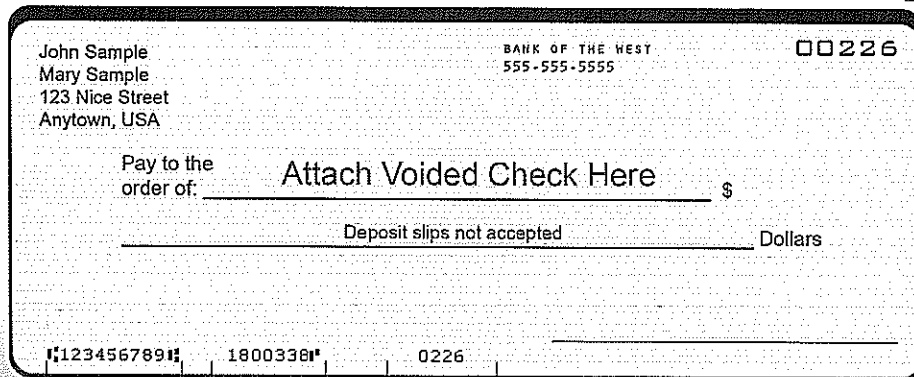 John Sample
Mary Sample
123 Nice Street
Anytown, USA
BANK OF THE WEST
555-555-5555
00226
Pay to the
order of: Attach Voided Check Here $
Deposit slips not accepted Dollars
⑆123456789⑆ 1800338⑈ 0226